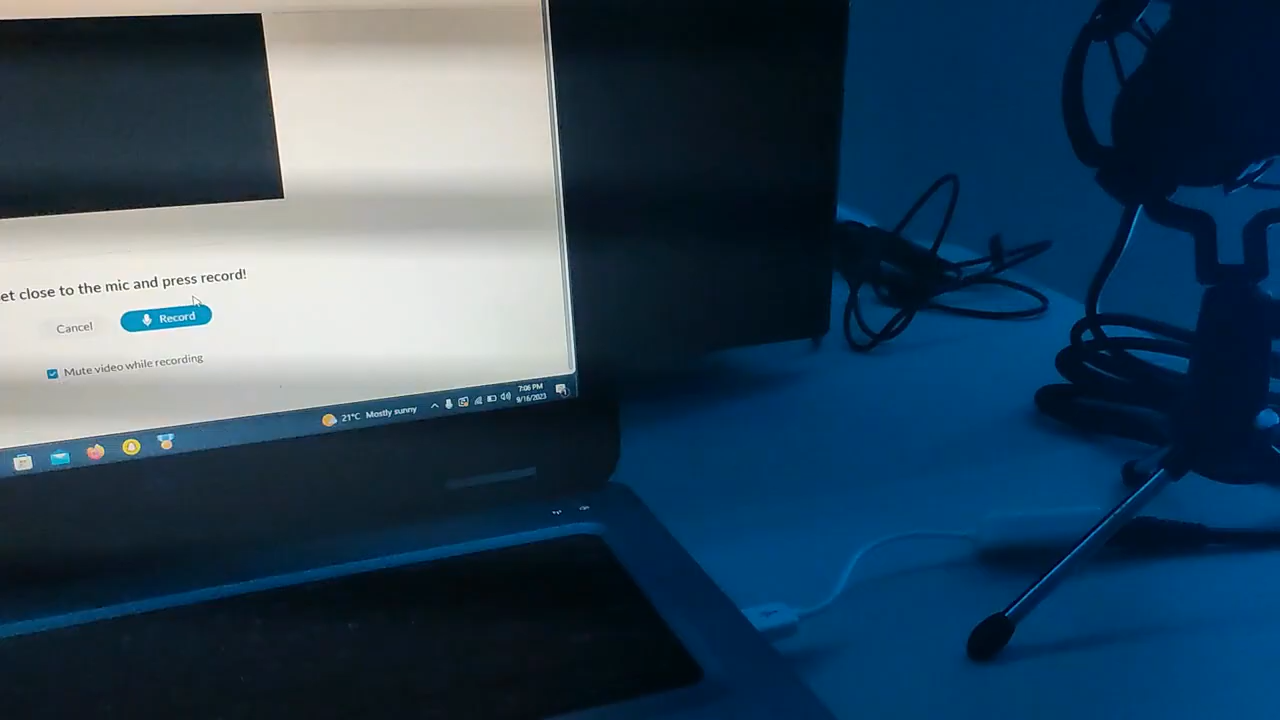 et close to the mic and press record!
Cancel
Record
Mute video while recording
21°C Mostly sunny
7:06 PM
9/16/2023